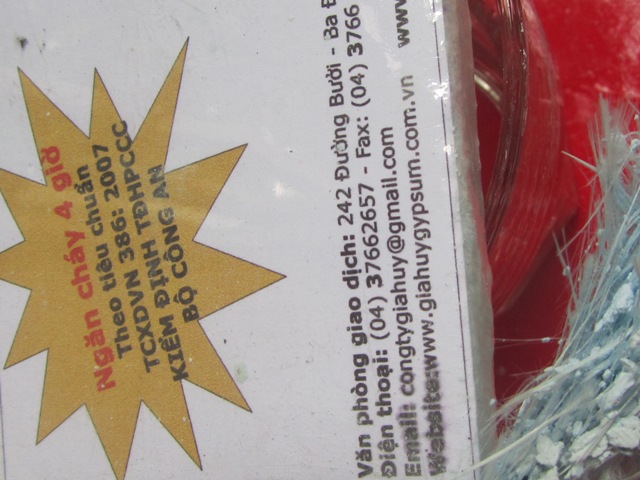 Ngăn cháy 4 giờ
Theo tiêu chuẩn
TCXDVN 386: 2007
KIỂM ĐỊNH TĐHPCCC
BỘ CÔNG AN
Văn phòng giao dịch: 242 Đường Bưởi - Ba
Điện thoại: (04) 37662657 - Fax: (04) 3766
Email: congtygiahuy@gmail.com
Website:www.giahuygypsum.com.vn www